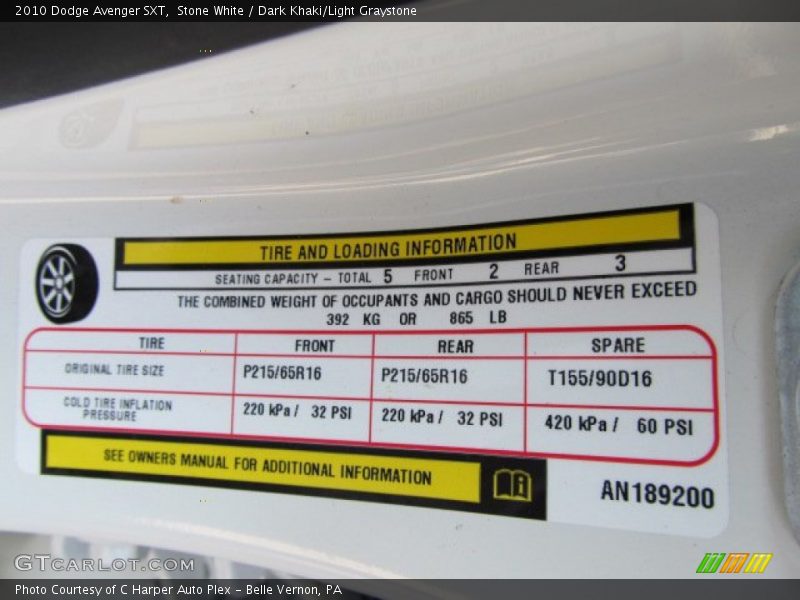 2010 Dodge Avenger SXT,  Stone White / Dark Khaki/Light Graystone
TIRE AND LOADING INFORMATION
SEATING CAPACITY – TOTAL 5 FRONT 2 REAR 3
THE COMBINED WEIGHT OF OCCUPANTS AND CARGO SHOULD NEVER EXCEED
392 KG OR 865 LB
TIRE FRONT REAR SPARE
ORIGINAL TIRE SIZE P215/65R16 P215/65R16 T155/90D16
COLD TIRE INFLATION
PRESSURE 220 kPa / 32 PSI 220 kPa / 32 PSI 420 kPa / 60 PSI
SEE OWNERS MANUAL FOR ADDITIONAL INFORMATION
AN189200
GTCarLot.com
Photo Courtesy of C Harper Auto Plex – Belle Vernon, PA